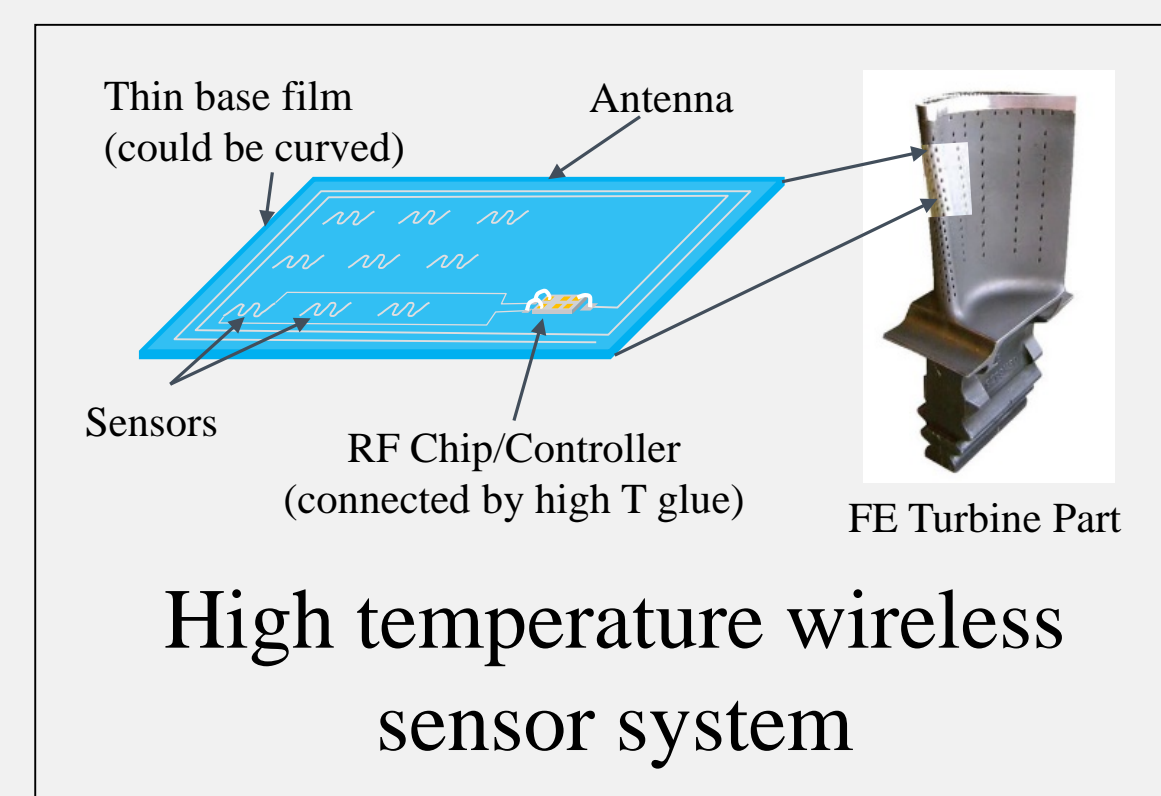 Thin base film
(could be curved)
Antenna
Sensors
RF Chip/Controller
(connected by high T glue)
FE Turbine Part
High temperature wireless
sensor system